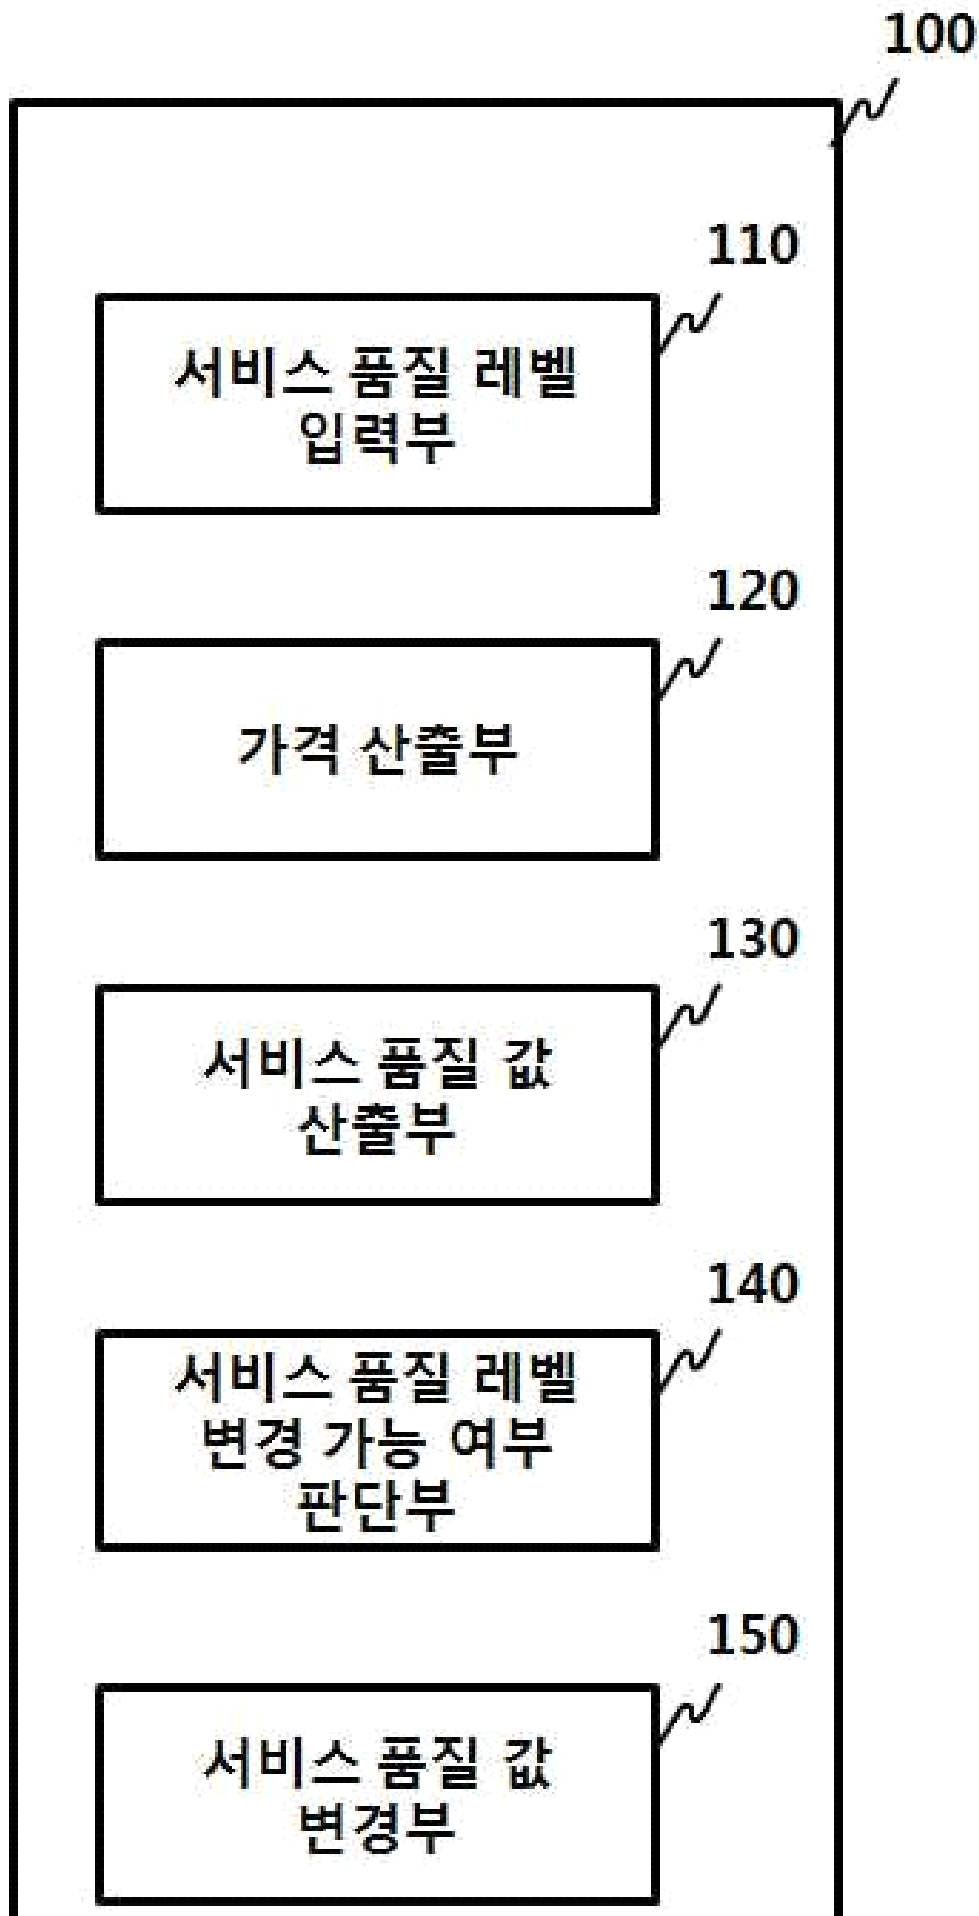 100
110
서비스 품질 레벨
입력부
120
가격 산출부
130
서비스 품질 값
산출부
140
서비스 품질 레벨
변경 가능 여부
판단부
150
서비스 품질 값
변경부